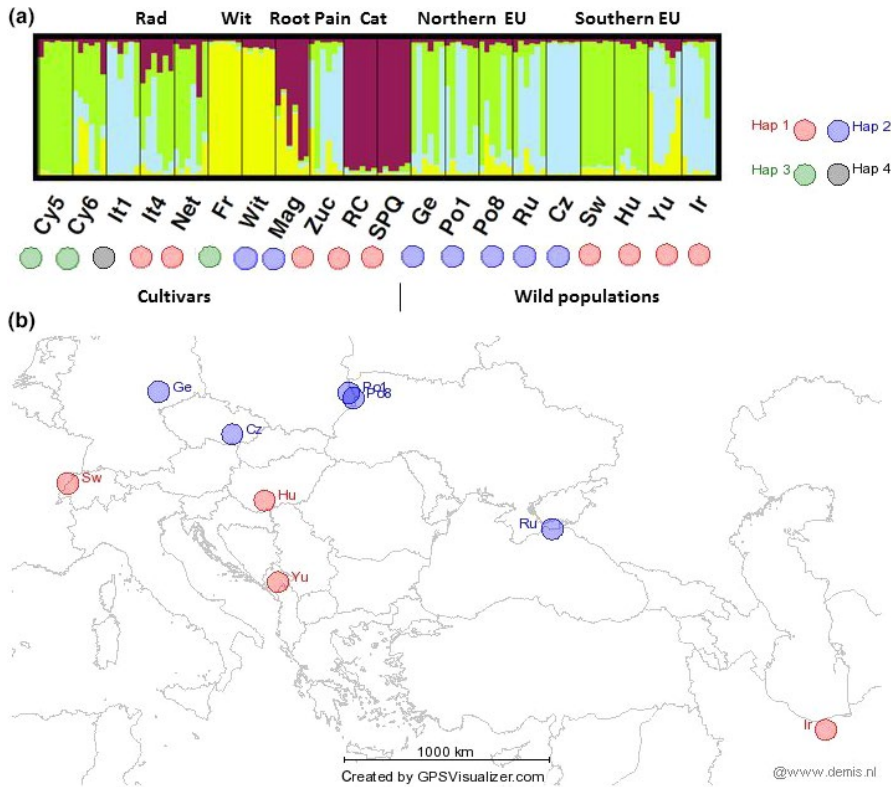 (a) Rad Wit Root Pain Cat Northern EU Southern EU
Hap 1 Hap 2
Hap 3 Hap 4
Cy5 Cy6 It1 It4 Net Fr Wit Mag Zuc RC SPQ Ge Po1 Po8 Ru Cz Sw Hu Yu Ir
Cultivars | Wild populations
(b)
Ge Po1
Po8
Cz
Sw
Hu
Ru
Yu
Ir
1000 km
Created by GPSVisualizer.com @www.demis.nl